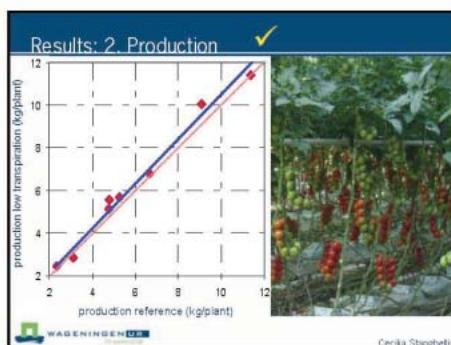 Results: 2. Production
12
10
8
6
4
2
production low transpiration (kg/plant)
2 4 6 8 10 12
production reference (kg/plant)
WAGENINGEN UR
Cecilia Stanghelli